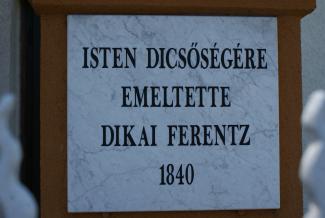 ISTEN DICSŐSÉGÉRE
EMELTETTE
DIKAI FERENTZ
1840